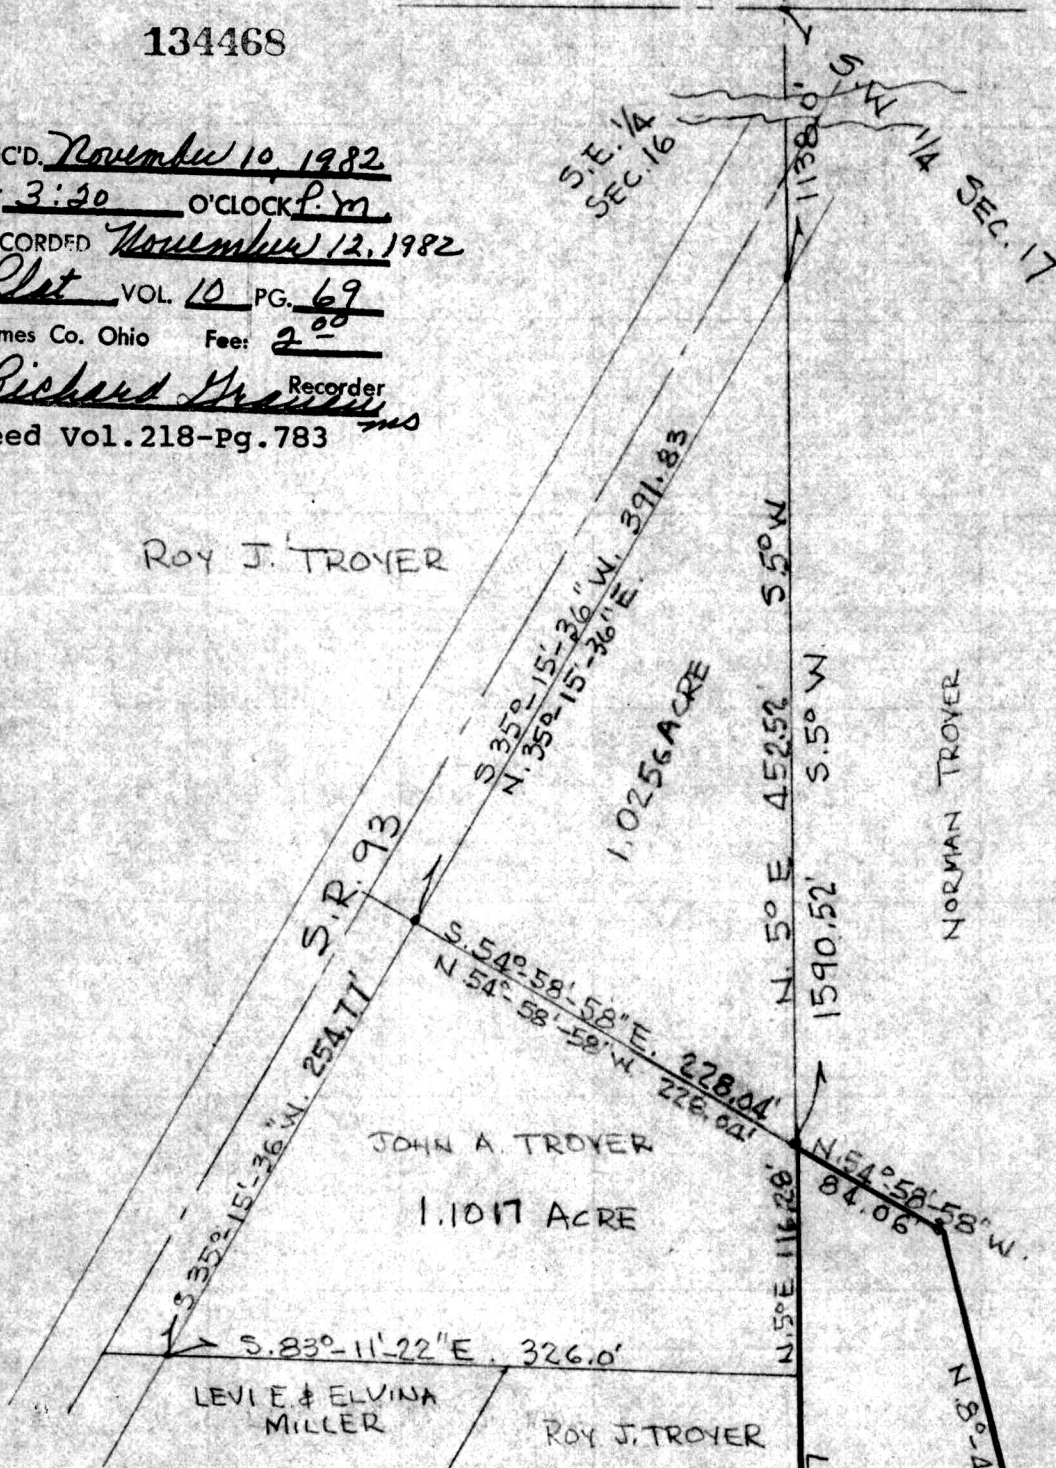 134468
C'D. November 10, 1982
3:20 O'CLOCK P.M.
CORDED November 12, 1982
Plat VOL. 10 PG. 69
mes Co. Ohio Fee: 2 00
Richard
Recorder
ms
eed Vol.218-Pg.783
S.E. 1/4
SEC. 16
S.W 1/4 SEC. 17
1138.0'
ROY J. TROYER
S 35°-15'-36" W. 391.83
N. 35°-15'-36" E.
1.0256 ACRE
N. 5° E 452.52' S.5° W
1590.52' S.5° W.
NORMAN TROYER
S.R. 93
S.54°-58'-58" E. 228.04'
N.54°-58'-58' W 228.04'
S 35°-15'-36" W. 254.77'
JOHN A. TROYER
1.1017 ACRE
N.5°E 116.28'
N.54°-58'-58" W.
84.06'
S.83°-11'-22"E. 326.0'
LEVI E. & ELVINA
MILLER
ROY J. TROYER
N.8°-4
7